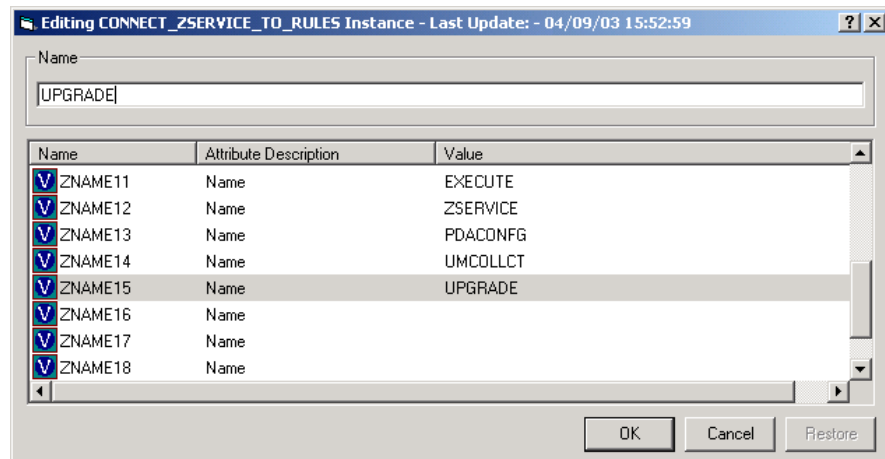 Editing CONNECT_ZSERVICE_TO_RULES Instance - Last Update: - 04/09/03 15:52:59
Name
UPGRADE
Name Attribute Description Value
V ZNAME11 Name EXECUTE
V ZNAME12 Name ZSERVICE
V ZNAME13 Name PDACONFG
V ZNAME14 Name UMCOLLCT
V ZNAME15 Name UPGRADE
V ZNAME16 Name
V ZNAME17 Name
V ZNAME18 Name
OK Cancel Restore